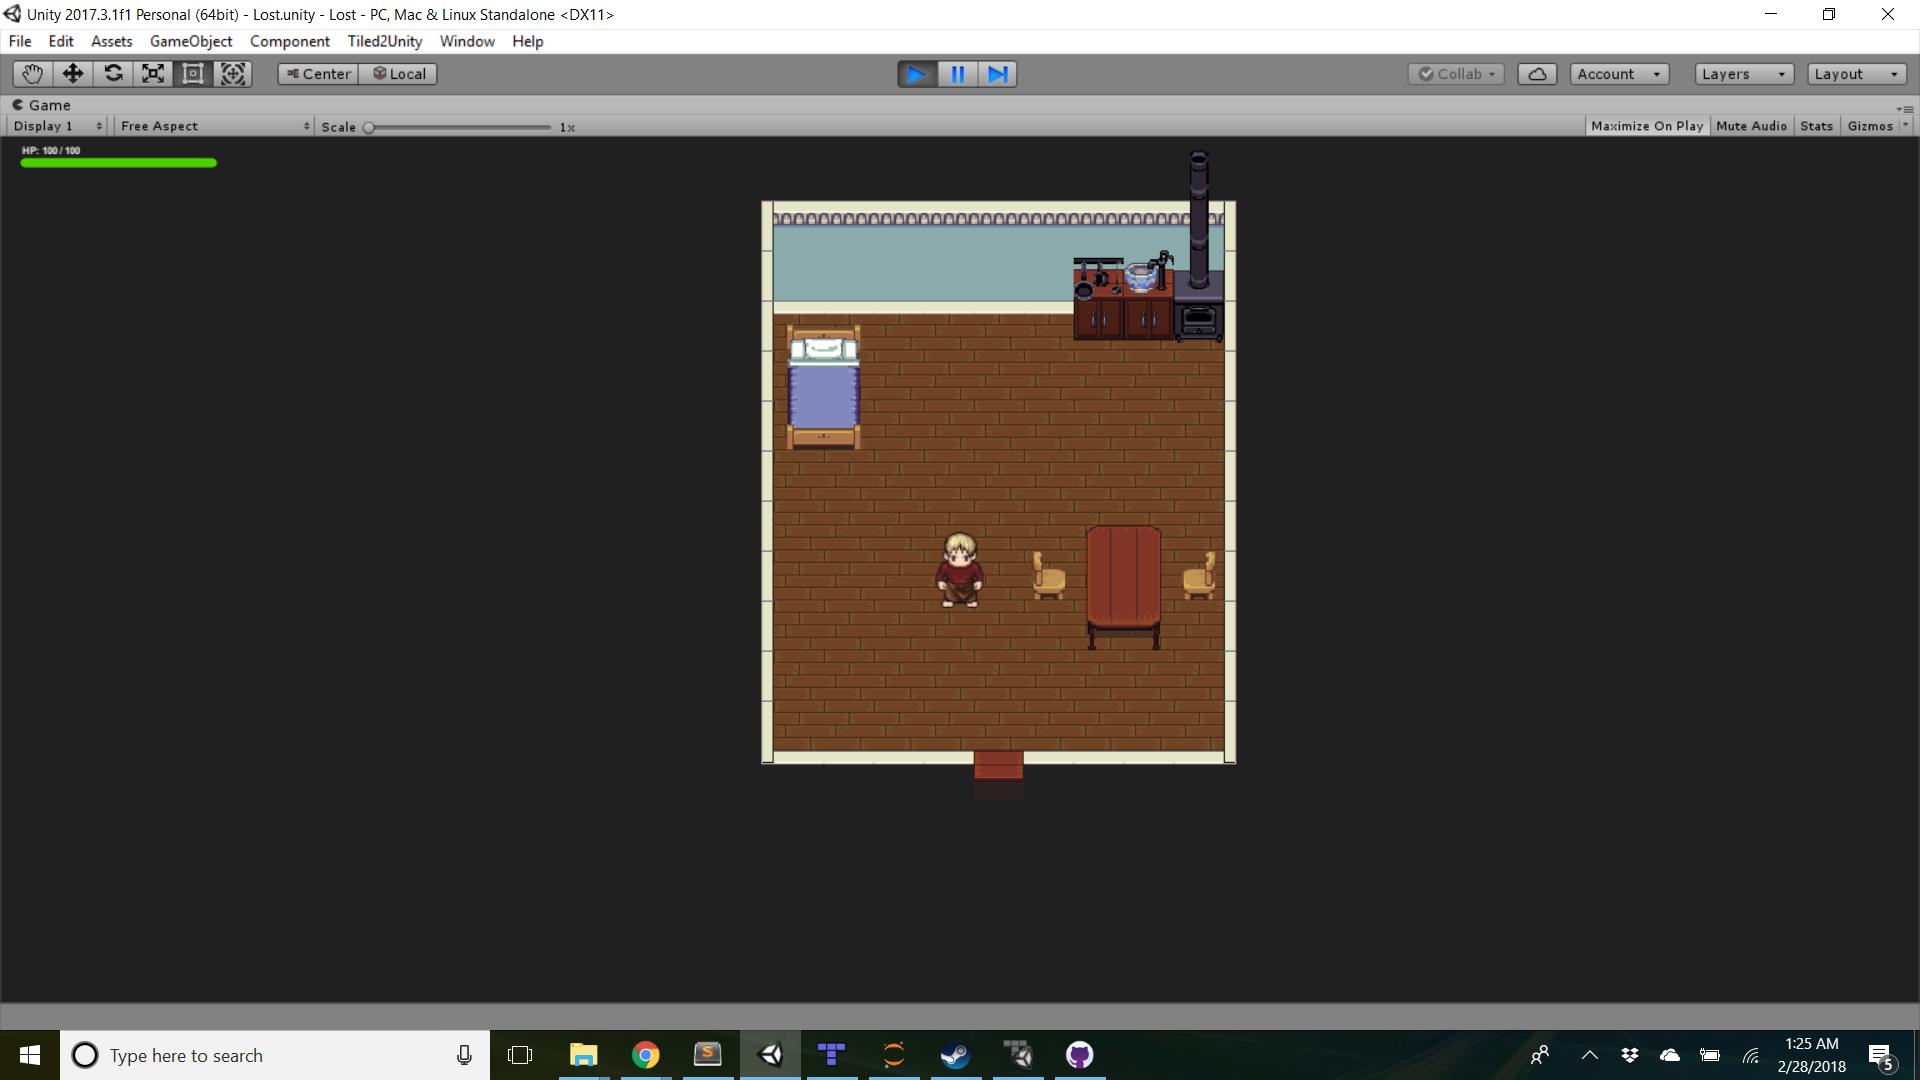 Unity 2017.3.1f1 Personal (64bit) - Lost.unity - Lost - PC, Mac & Linux Standalone <DX11>
File Edit Assets GameObject Component Tiled2Unity Window Help
Center Local Collab Account Layers Layout
Game
Display 1 Free Aspect Scale 1x Maximize On Play Mute Audio Stats Gizmos
HP: 100 / 100
Type here to search
1:25 AM
2/28/2018
5